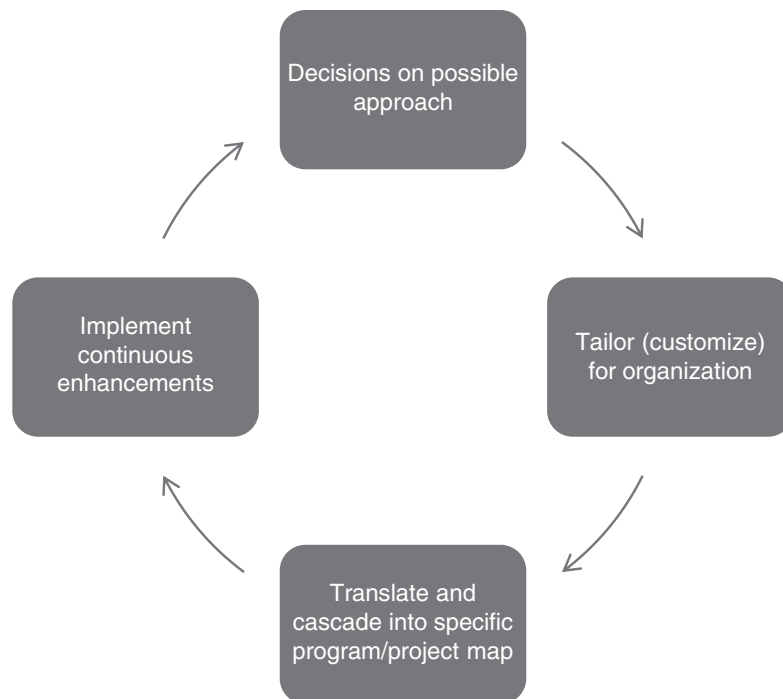 Decisions on possible
approach
Tailor (customize)
for organization
Translate and
cascade into specific
program/project map
Implement
continuous
enhancements